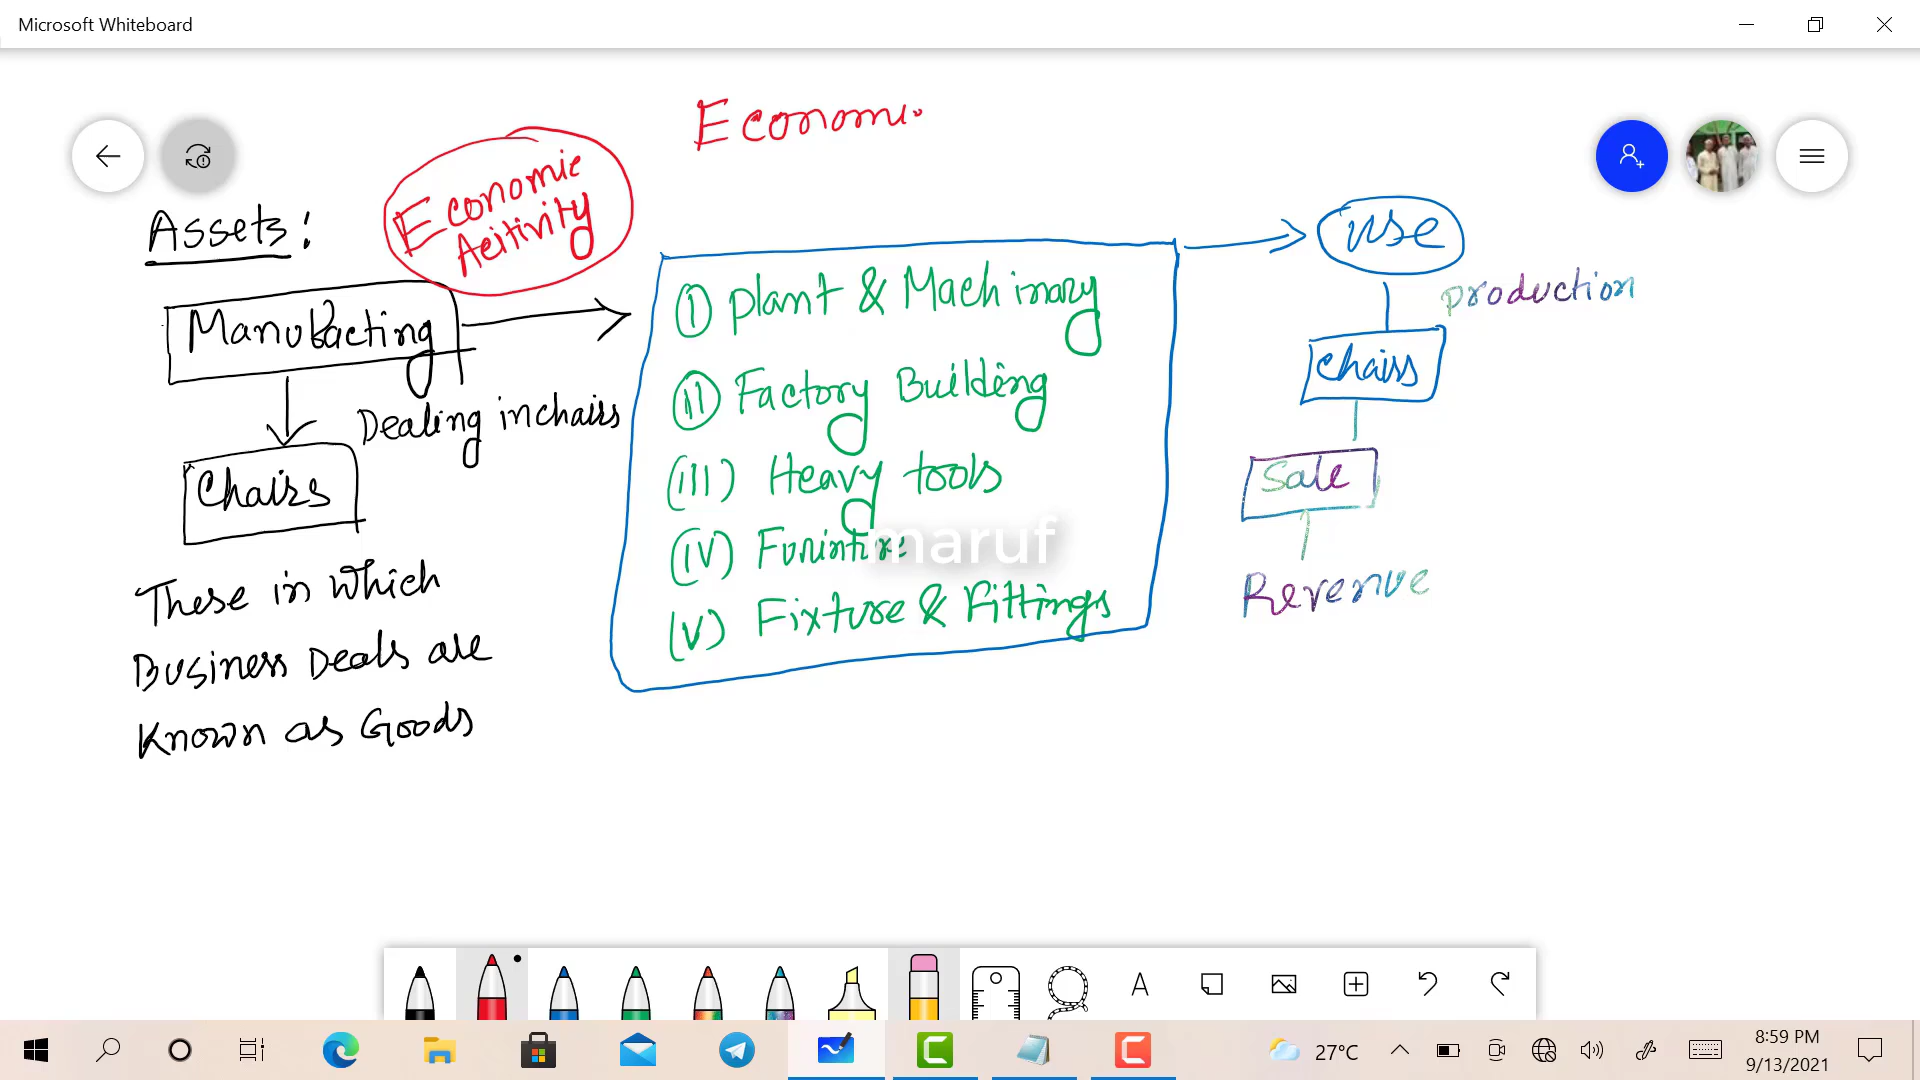 Microsoft Whiteboard
Economi
Economic
Aeitivity
Assets:
Manufacting
Dealing in chairs
Chairs
These in which
Business Deals are
Known as Goods
(I) Plant & Machinary
(II) Factory Building
(III) Heavy tools
(IV) Funinture
(V) Fixture & Fittings
maruf
use
production
chairs
Sale
Revenue
A
27°C
8:59 PM
9/13/2021